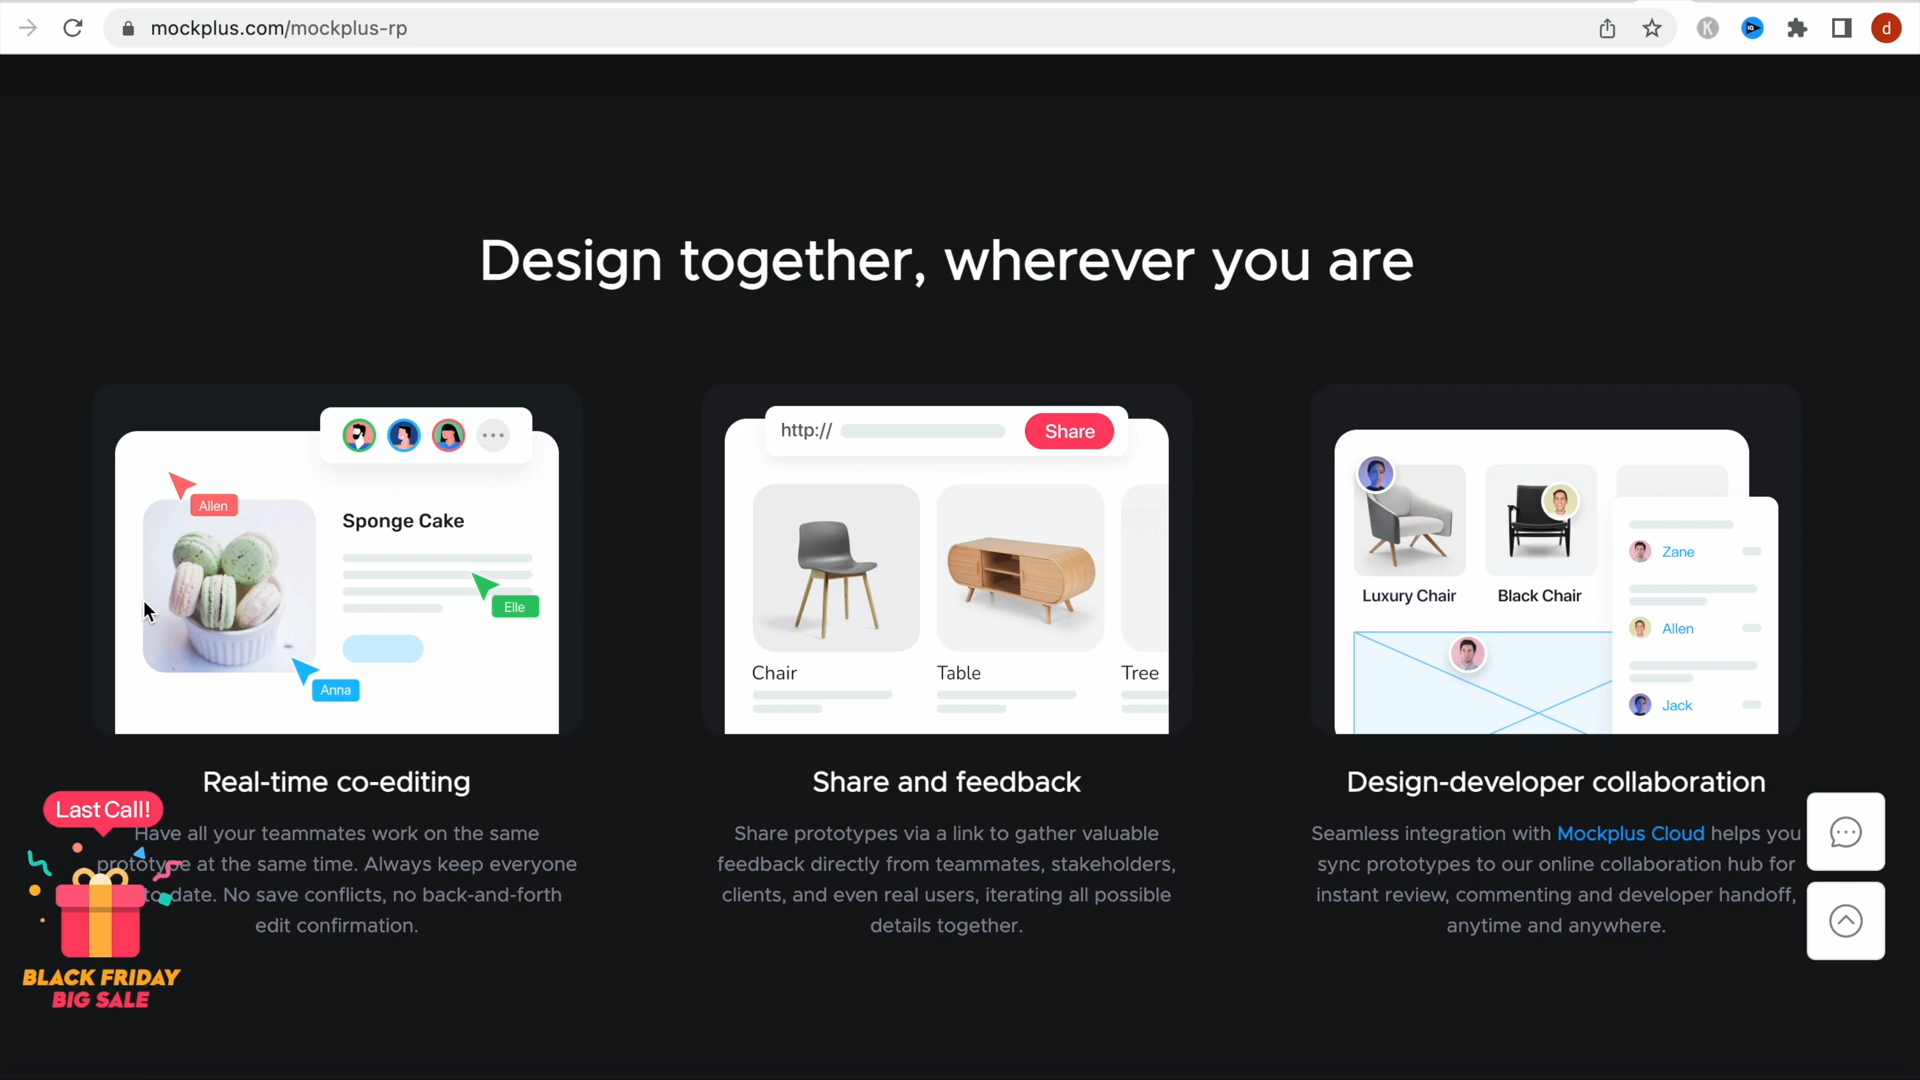 mockplus.com/mockplus-rp
K
d
Design together, wherever you are
Allen
Sponge Cake
Elle
Anna
Real-time co-editing
Have all your teammates work on the same
prototype at the same time. Always keep everyone
to date. No save conflicts, no back-and-forth
edit confirmation.
http://
Share
Chair
Table
Tree
Share and feedback
Share prototypes via a link to gather valuable
feedback directly from teammates, stakeholders,
clients, and even real users, iterating all possible
details together.
Luxury Chair
Black Chair
Zane
Allen
Jack
Design-developer collaboration
Seamless integration with Mockplus Cloud helps you
sync prototypes to our online collaboration hub for
instant review, commenting and developer handoff,
anytime and anywhere.
Last Call!
BLACK FRIDAY
BIG SALE